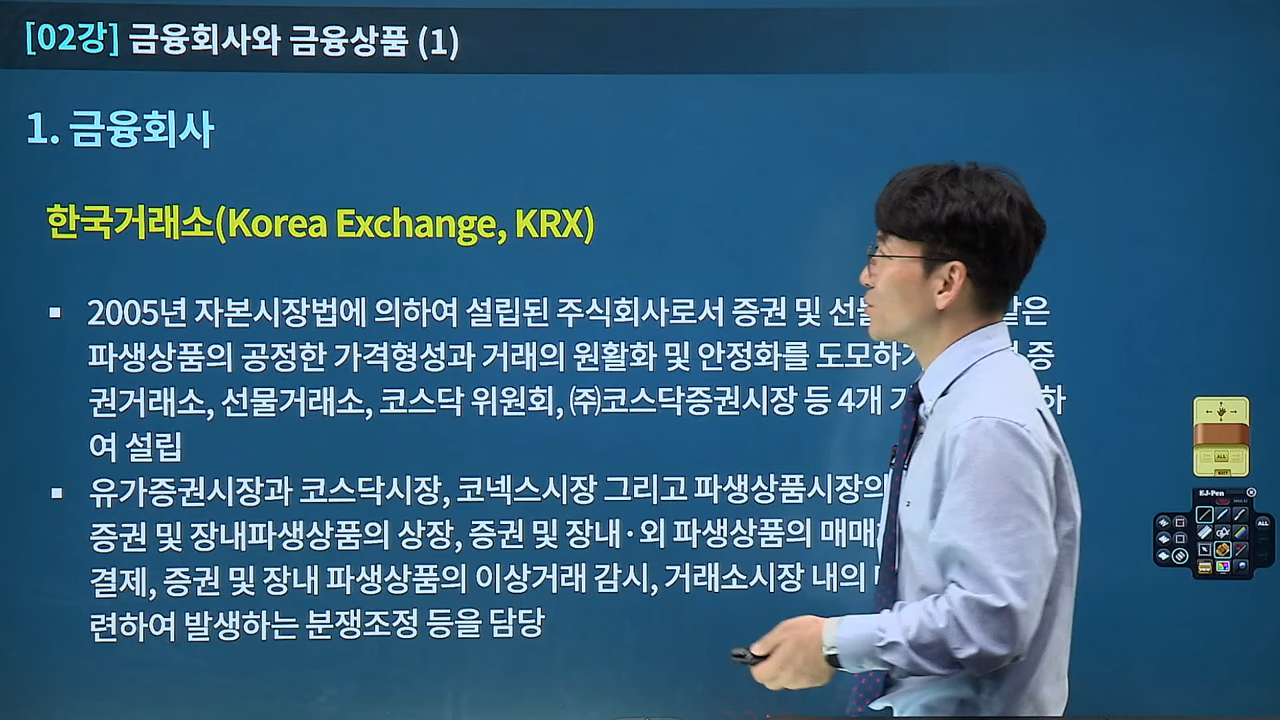 [02강] 금융회사와 금융상품 (1)
1. 금융회사
한국거래소(Korea Exchange, KRX)
▪ 2005년 자본시장법에 의하여 설립된 주식회사로서 증권 및 같은
파생상품의 공정한 가격형성과 거래의 원활화 및 안정화를 증
권거래소, 선물거래소, 코스닥 위원회, ㈜코스닥증권시장 등 4개 하
여 설립
▪ 유가증권시장과 코스닥시장, 코넥스시장 그리고 파생상품시장의
증권 및 장내파생상품의 상장, 증권 및 장내·외 파생상품의
결제, 증권 및 장내 파생상품의 이상거래 감시, 거래소시장 내의
련하여 발생하는 분쟁조정 등을 담당
EJ-Pen
ALL
ALL